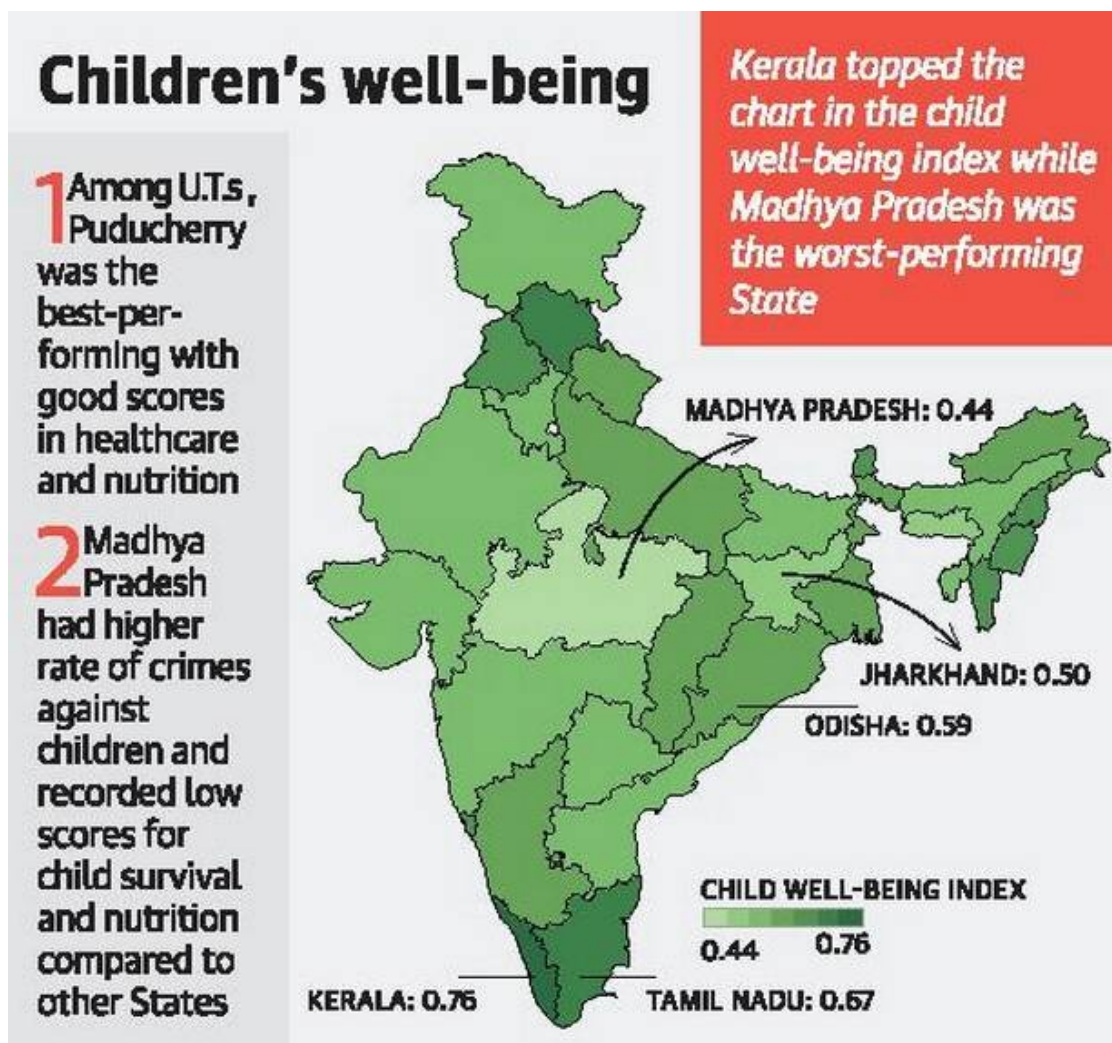 Children's well-being
Kerala topped the
chart in the child
well-being index while
Madhya Pradesh was
the worst-performing
State
1 Among U.T.s,
Puducherry
was the
best-per-
forming with
good scores
in healthcare
and nutrition
2 Madhya
Pradesh
had higher
rate of crimes
against
children and
recorded low
scores for
child survival
and nutrition
compared to
other States
MADHYA PRADESH: 0.44
JHARKHAND: 0.50
ODISHA: 0.59
CHILD WELL-BEING INDEX
0.44 0.76
KERALA: 0.76
TAMIL NADU: 0.67